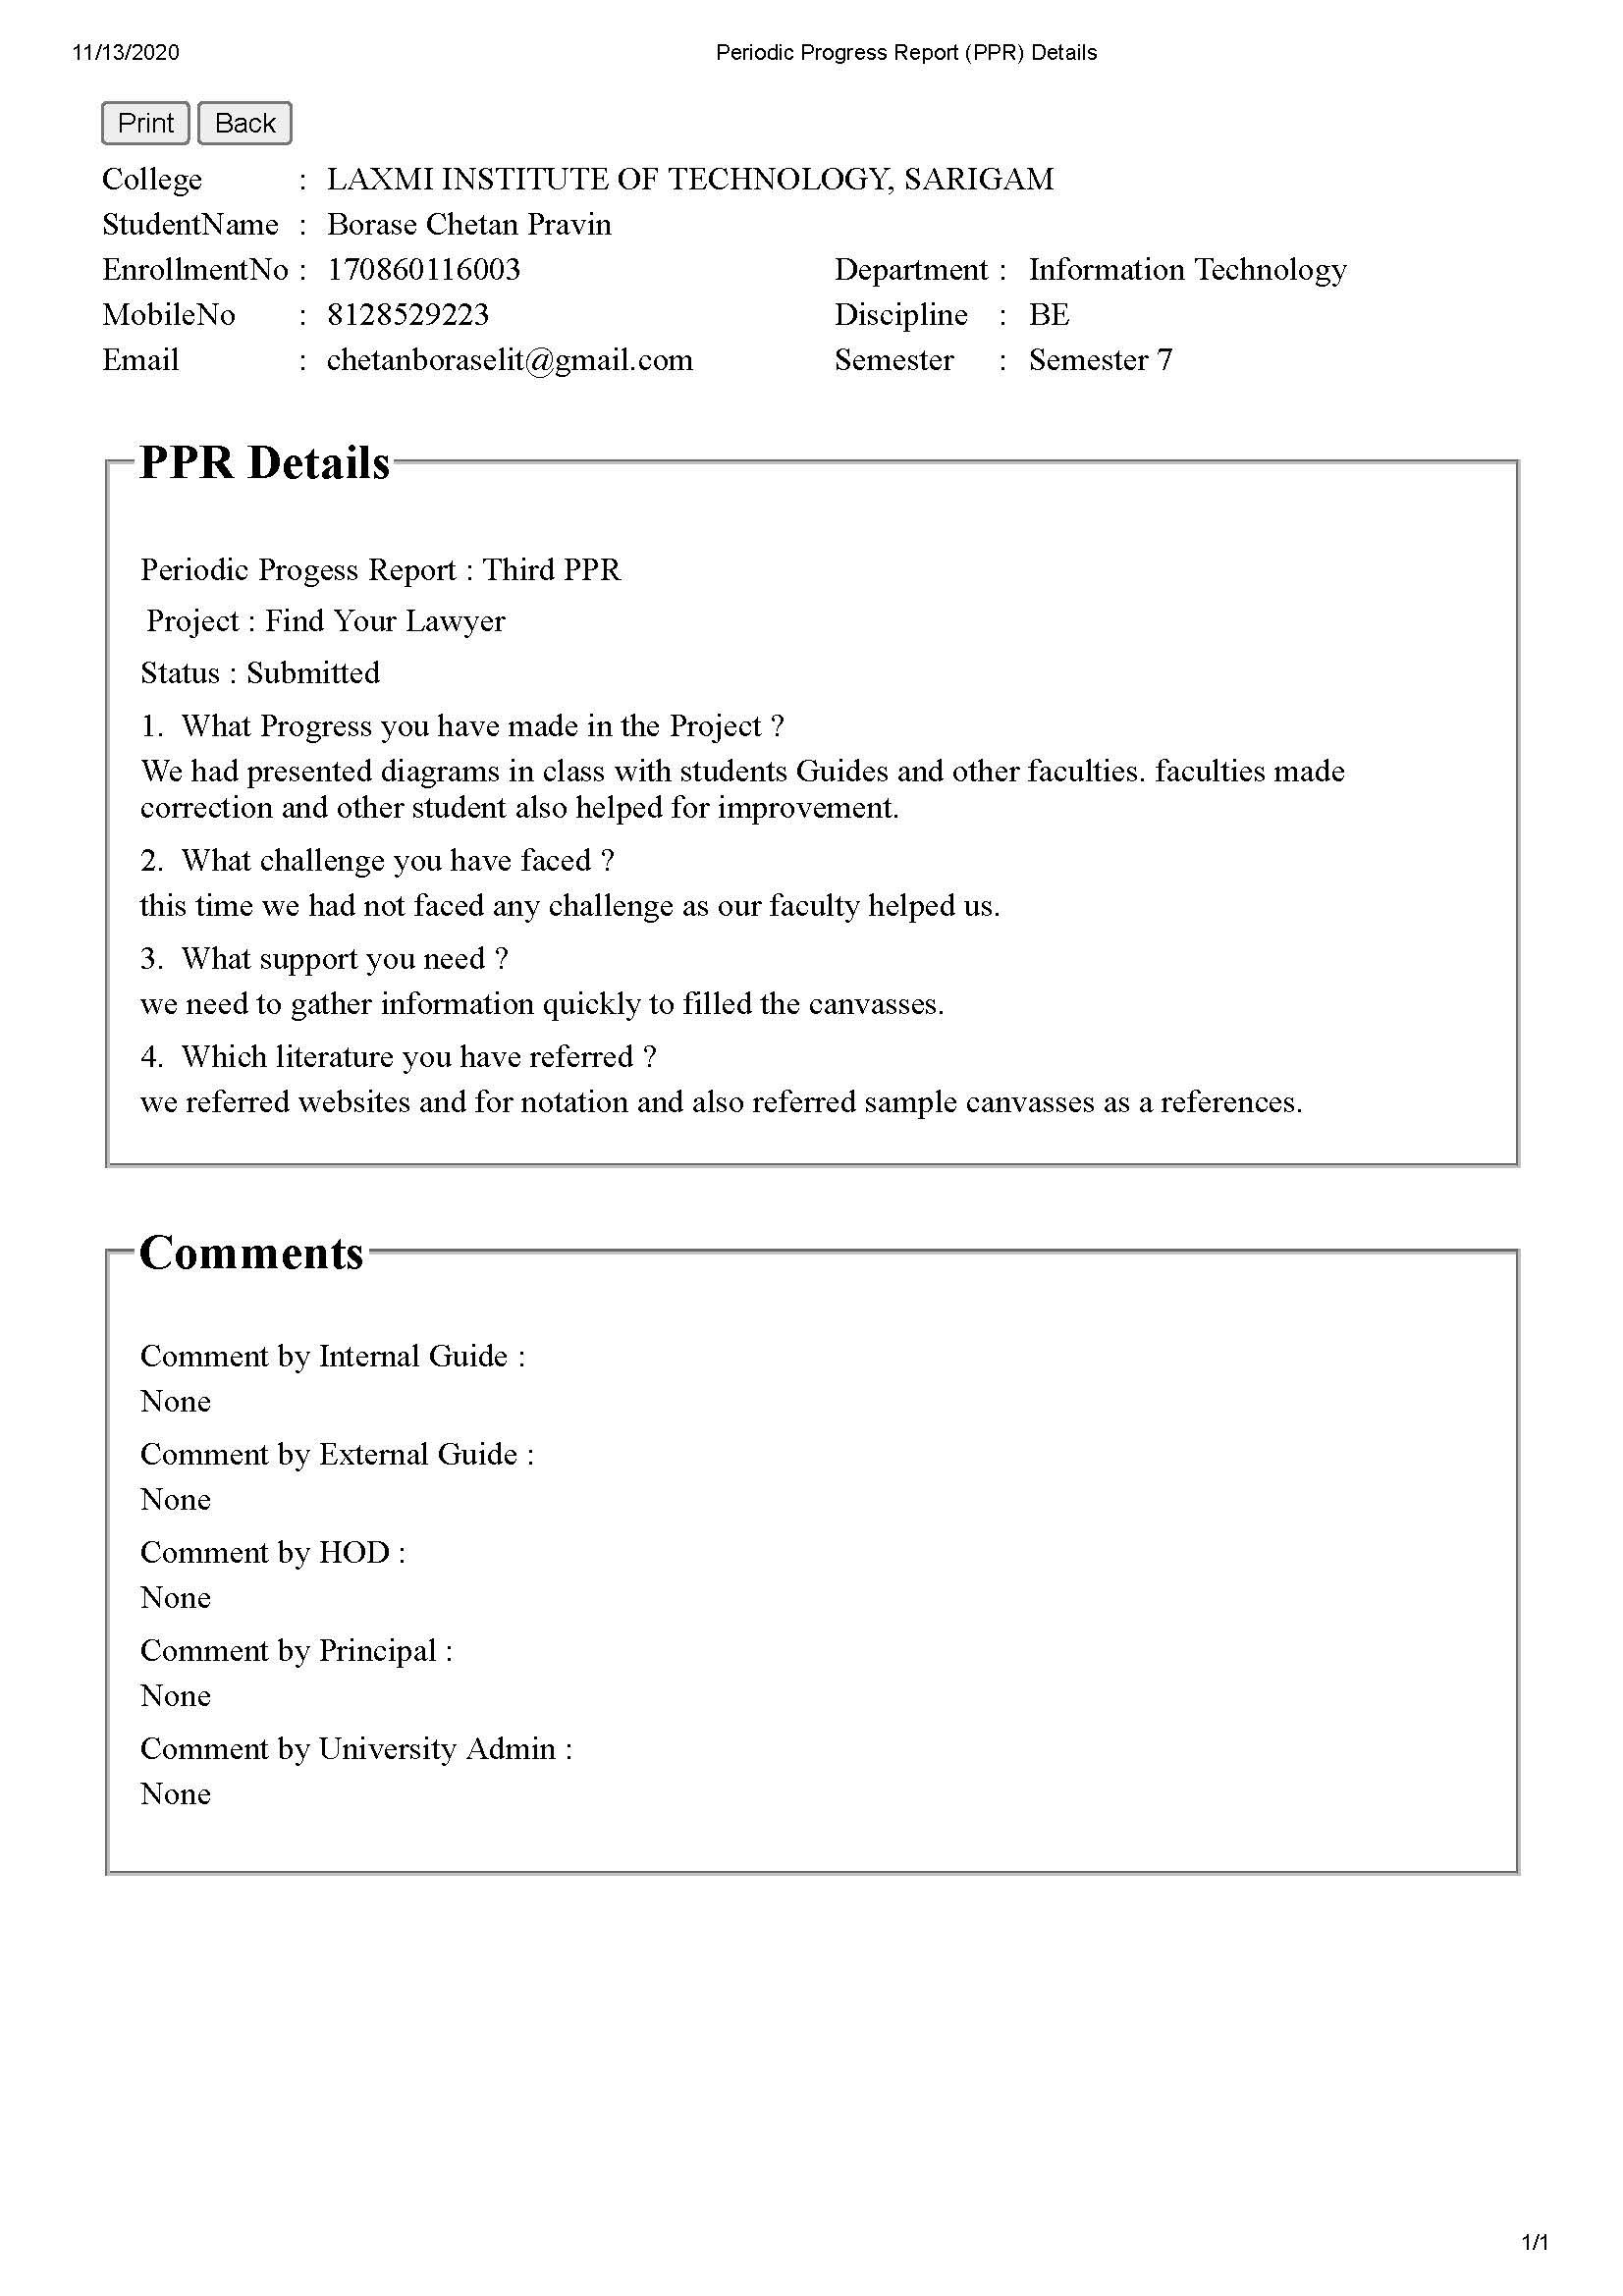 11/13/2020 Periodic Progress Report (PPR) Details
Print Back
College : LAXMI INSTITUTE OF TECHNOLOGY, SARIGAM
StudentName : Borase Chetan Pravin
EnrollmentNo : 170860116003 Department : Information Technology
MobileNo : 8128529223 Discipline : BE
Email : chetanboraselit@gmail.com Semester : Semester 7
PPR Details
Periodic Progess Report : Third PPR
Project : Find Your Lawyer
Status : Submitted
1. What Progress you have made in the Project ?
We had presented diagrams in class with students Guides and other faculties. faculties made
correction and other student also helped for improvement.
2. What challenge you have faced ?
this time we had not faced any challenge as our faculty helped us.
3. What support you need ?
we need to gather information quickly to filled the canvasses.
4. Which literature you have referred ?
we referred websites and for notation and also referred sample canvasses as a references.
Comments
Comment by Internal Guide :
None
Comment by External Guide :
None
Comment by HOD :
None
Comment by Principal :
None
Comment by University Admin :
None
1/1